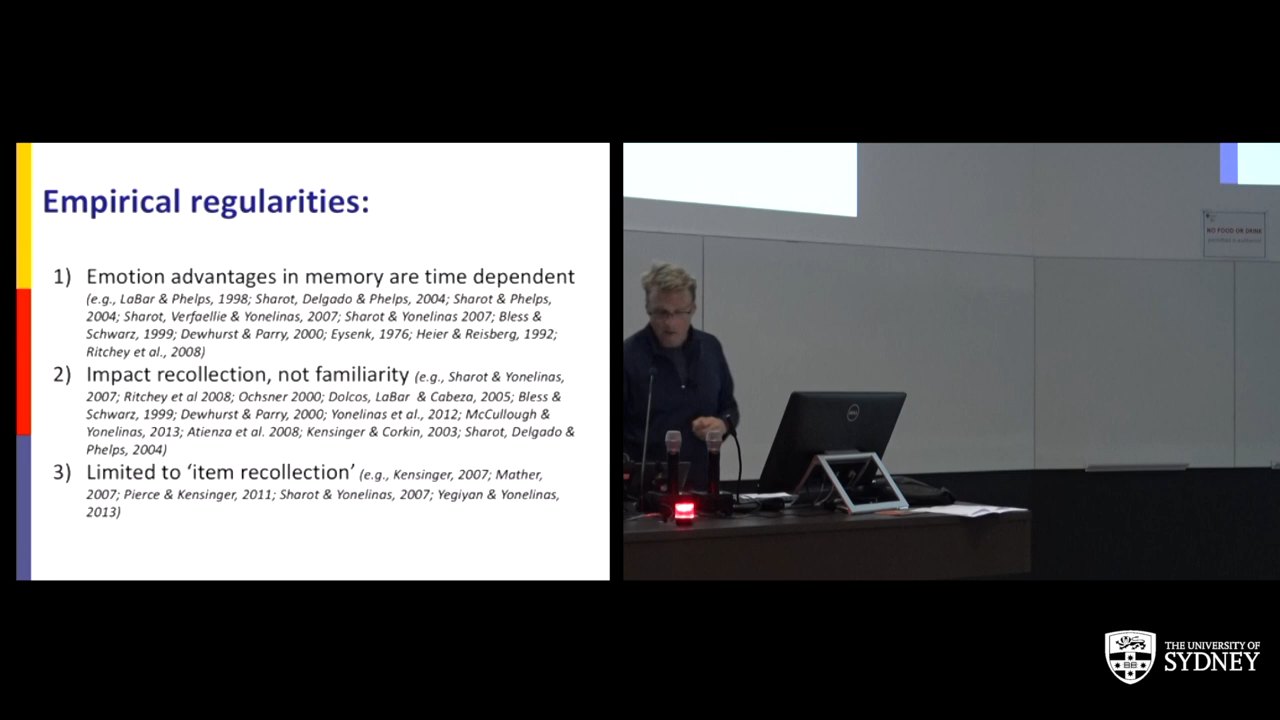 Empirical regularities:
1) Emotion advantages in memory are time dependent
(e.g., LaBar & Phelps, 1998; Sharot, Delgado & Phelps, 2004; Sharot & Phelps,
2004; Sharot, Verfaellie & Yonelinas, 2007; Sharot & Yonelinas 2007; Bless &
Schwarz, 1999; Dewhurst & Parry, 2000; Eysenk, 1976; Heier & Reisberg, 1992;
Ritchey et al., 2008)
2) Impact recollection, not familiarity (e.g., Sharot & Yonelinas,
2007; Ritchey et al 2008; Ochsner 2000; Dolcos, LaBar & Cabeza, 2005; Bless &
Schwarz, 1999; Dewhurst & Parry, 2000; Yonelinas et al., 2012; McCullough &
Yonelinas, 2013; Atienza et al. 2008; Kensinger & Corkin, 2003; Sharot, Delgado &
Phelps, 2004)
3) Limited to ‘item recollection’ (e.g., Kensinger, 2007; Mather,
2007; Pierce & Kensinger, 2011; Sharot & Yonelinas, 2007; Yegiyan & Yonelinas,
2013)
NO FOOD OR DRINK
DELL
THE UNIVERSITY OF
SYDNEY